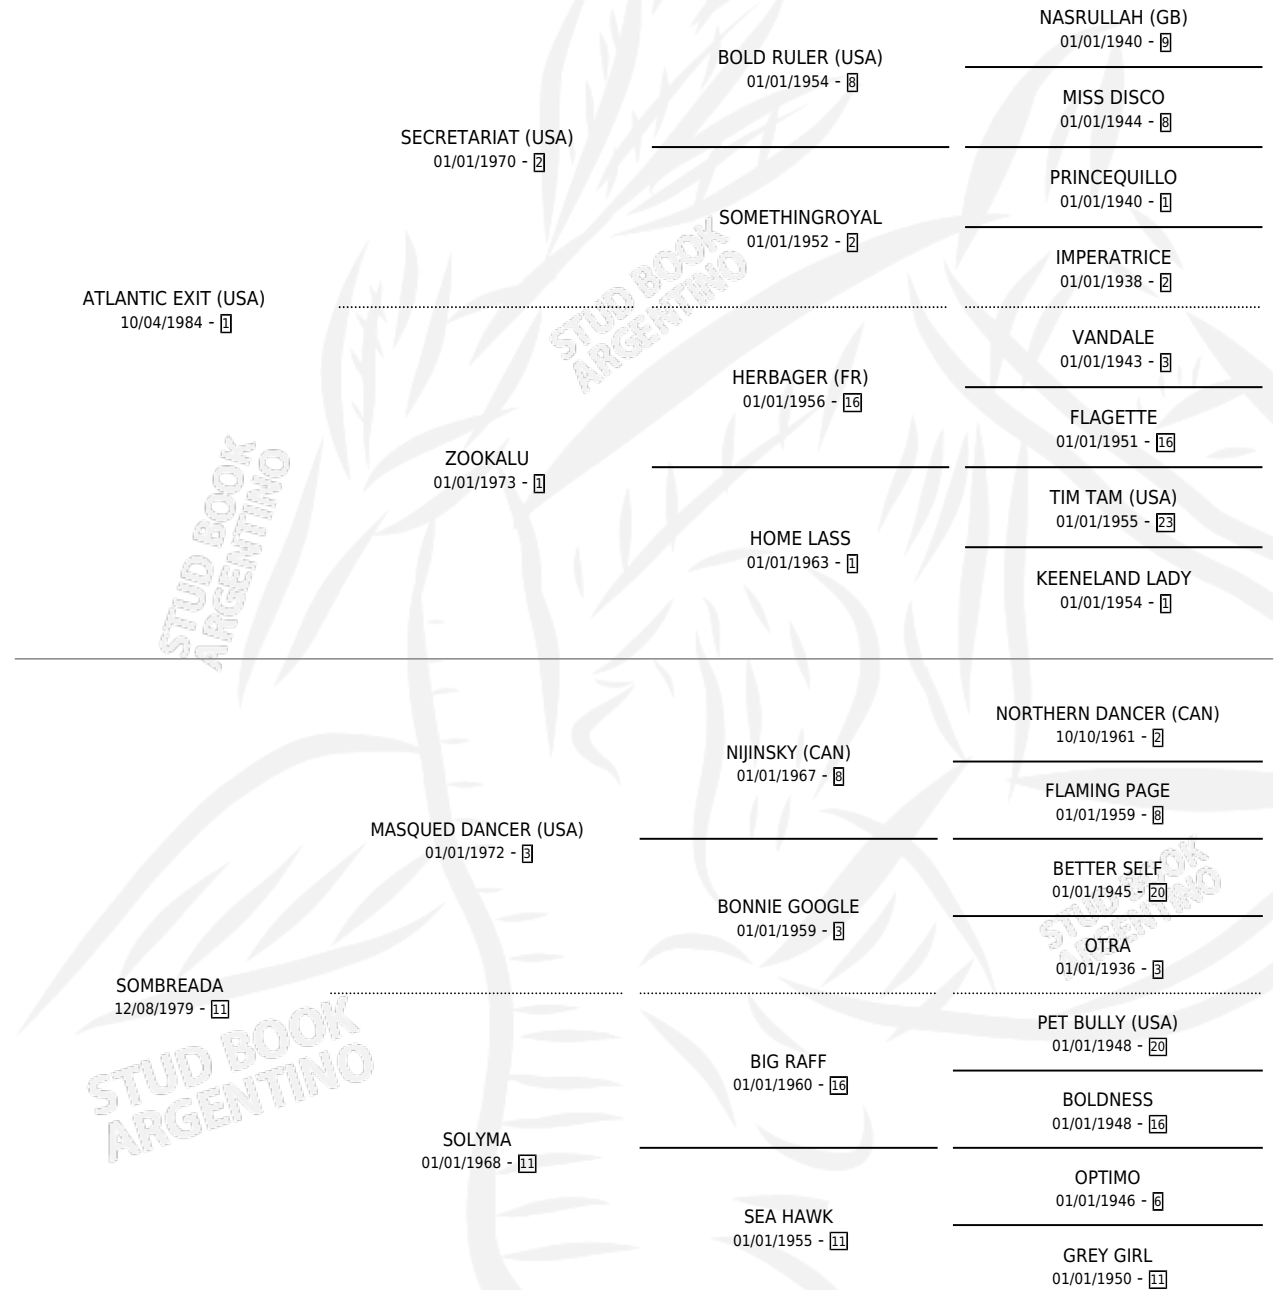 NASRULLAH (GB)
01/01/1940 - 9
BOLD RULER (USA)
01/01/1954 - 8
MISS DISCO
01/01/1944 - 8
SECRETARIAT (USA)
01/01/1970 - 2
PRINCEQUILLO
01/01/1940 - 1
SOMETHINGROYAL
01/01/1952 - 2
IMPERATRICE
01/01/1938 - 2
ATLANTIC EXIT (USA)
10/04/1984 - 1
VANDALE
01/01/1943 - 3
HERBAGER (FR)
01/01/1956 - 16
FLAGETTE
01/01/1951 - 16
ZOOKALU
01/01/1973 - 1
TIM TAM (USA)
01/01/1955 - 23
HOME LASS
01/01/1963 - 1
KEENELAND LADY
01/01/1954 - 1
NORTHERN DANCER (CAN)
10/10/1961 - 2
NIJINSKY (CAN)
01/01/1967 - 8
FLAMING PAGE
01/01/1959 - 8
MASQUED DANCER (USA)
01/01/1972 - 3
BETTER SELF
01/01/1945 - 20
BONNIE GOOGLE
01/01/1959 - 3
OTRA
01/01/1936 - 3
SOMBREADA
12/08/1979 - 11
PET BULLY (USA)
01/01/1948 - 20
BIG RAFF
01/01/1960 - 16
BOLDNESS
01/01/1948 - 16
SOLYMA
01/01/1968 - 11
OPTIMO
01/01/1946 - 6
SEA HAWK
01/01/1955 - 11
GREY GIRL
01/01/1950 - 11
STUD BOOK
ARGENTINO
STUD BOOK
ARGENTINO
STUD BOOK
ARGENTINO
STUD BOOK
ARGENTINO